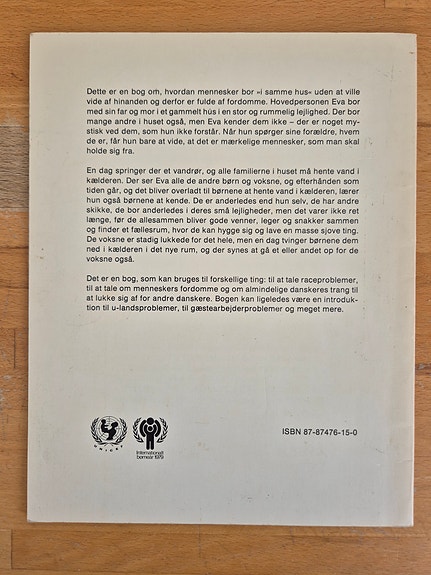 Dette er en bog om, hvordan mennesker bor »i samme hus« uden at ville
vide af hinanden og derfor er fulde af fordomme. Hovedpersonen Eva bor
med sin far og mor i et gammelt hus i en stor og rummelig lejlighed. Der bor
mange andre i huset også, men Eva kender dem ikke – der er noget my-
stisk ved dem, som hun ikke forstår. Når hun spørger sine forældre, hvem
de er, får hun bare at vide, at det er mærkelige mennesker, som man skal
holde sig fra.
En dag springer der et vandrør, og alle familierne i huset må hente vand i
kælderen. Der ser Eva alle de andre børn og voksne, og efterhånden som
tiden går, og det bliver overladt til børnene at hente vand i kælderen, lærer
hun også børnene at kende. De er anderledes end hun selv, de har andre
skikke, de bor anderledes i deres små lejligheder, men det varer ikke ret
længe, før de allesammen bliver gode venner, leger og snakker sammen
og finder et fællesrum, hvor de kan hygge sig og lave en masse sjove ting.
De voksne er stadig lukkede for det hele, men en dag tvinger børnene dem
ned i kælderen i det nye rum, og der synes at gå et eller andet op for de
voksne også.
Det er en bog, som kan bruges til forskellige ting: til at tale raceproblemer,
til at tale om menneskers fordomme og om almindelige danskeres trang til
at lukke sig af for andre danskere. Bogen kan ligeledes være en introduk-
tion til u-landsproblemer, til gæstearbejderproblemer og meget mere.
UNICEF
Internationalt
børneår 1979
ISBN 87-87476-15-0